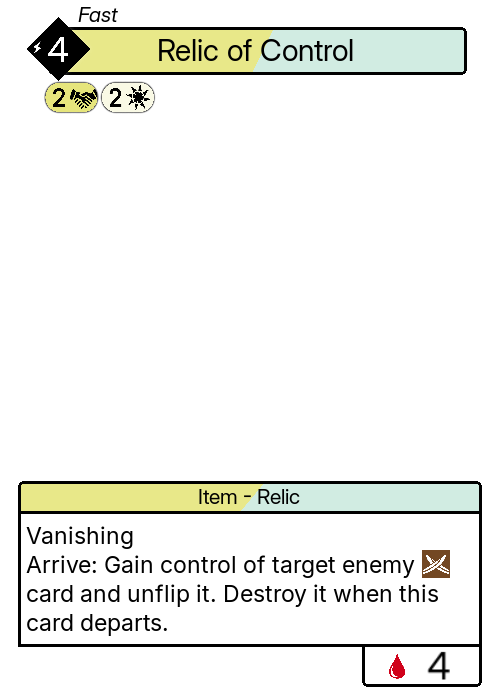 Fast
4
Relic of Control
2 2
Item - Relic
Vanishing
Arrive: Gain control of target enemy
card and unflip it. Destroy it when this
card departs.
4